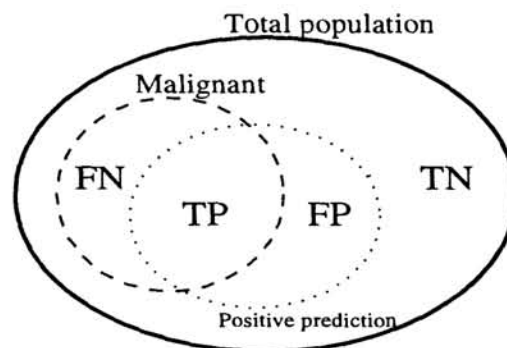 Total population
Malignant
FN
TN
TP
FP
Positive prediction